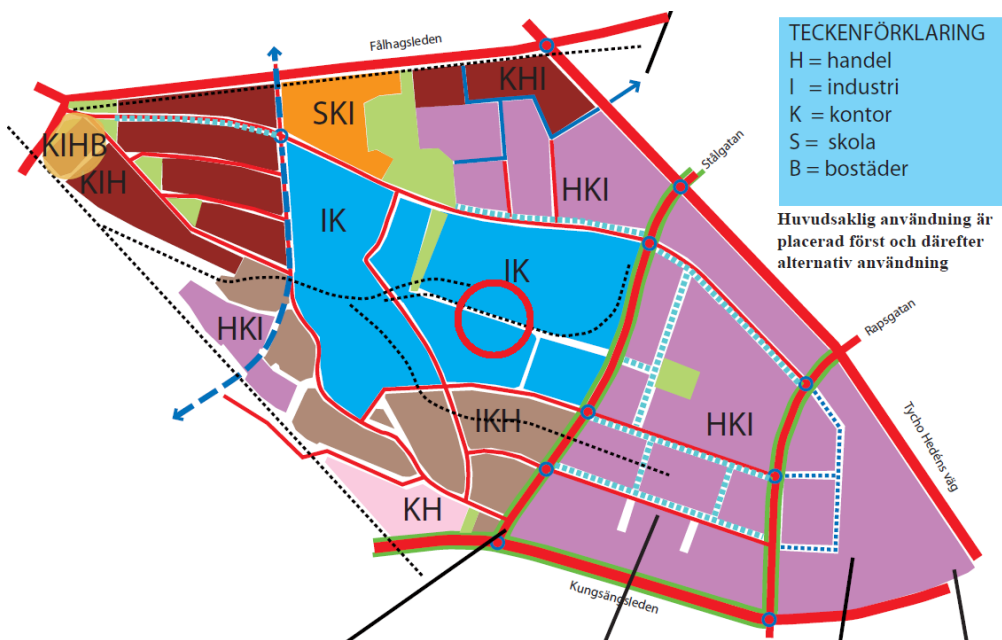 Fålhagsleden
TECKENFÖRKLARING
H = handel
I = industri
K = kontor
S = skola
B = bostäder
Huvudsaklig användning är
placerad först och därefter
alternativ användning
KHI
SKI
KIHB
KIH
Stålgatan
HKI
IK
IK
HKI
Rapsgatan
IKH
HKI
Tycho Hedéns väg
KH
Kungsängsleden